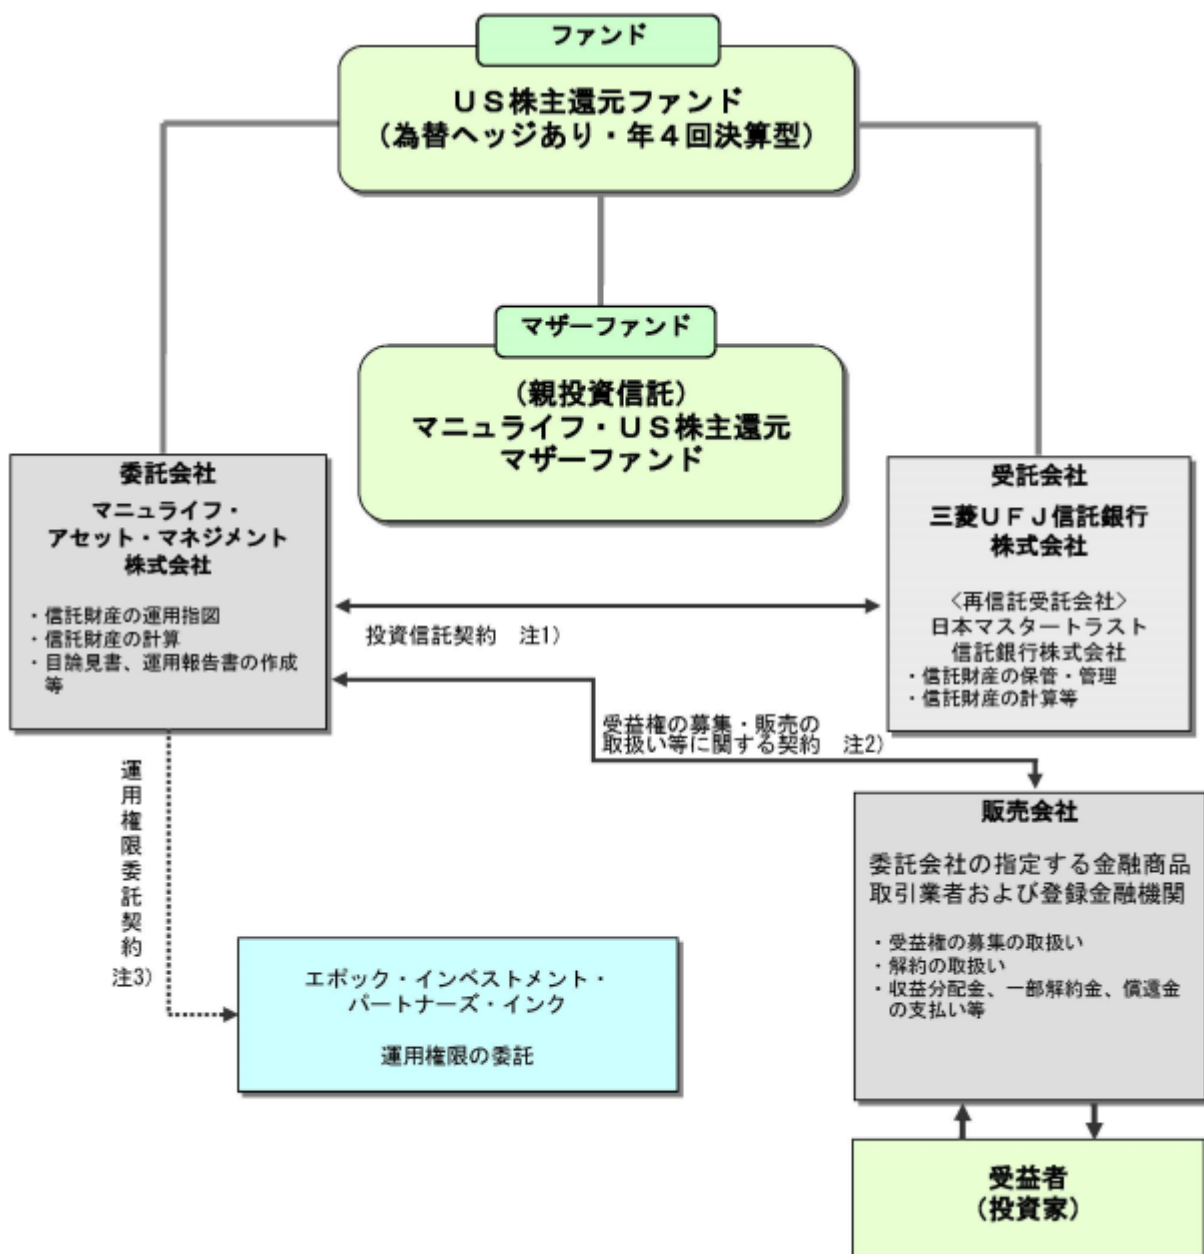 ファンド
ＵＳ株主還元ファンド
（為替ヘッジあり・年４回決算型）
マザーファンド
（親投資信託）
マニュライフ・ＵＳ株主還元
マザーファンド
委託会社
マニュライフ・
アセット・マネジメント
株式会社
・信託財産の運用指図
・信託財産の計算
・目論見書、運用報告書の作成
等
受託会社
三菱ＵＦＪ信託銀行
株式会社
〈再信託受託会社〉
日本マスタートラスト
信託銀行株式会社
・信託財産の保管・管理
・信託財産の計算等
投資信託契約　注1）
受益権の募集・販売の
取扱い等に関する契約　注2）
運用権限委託契約
注3）
エポック・インベストメント・
パートナーズ・インク
運用権限の委託
販売会社
委託会社の指定する金融商品
取引業者および登録金融機関
・受益権の募集の取扱い
・解約の取扱い
・収益分配金、一部解約金、償還金
の支払い等
受益者
（投資家）